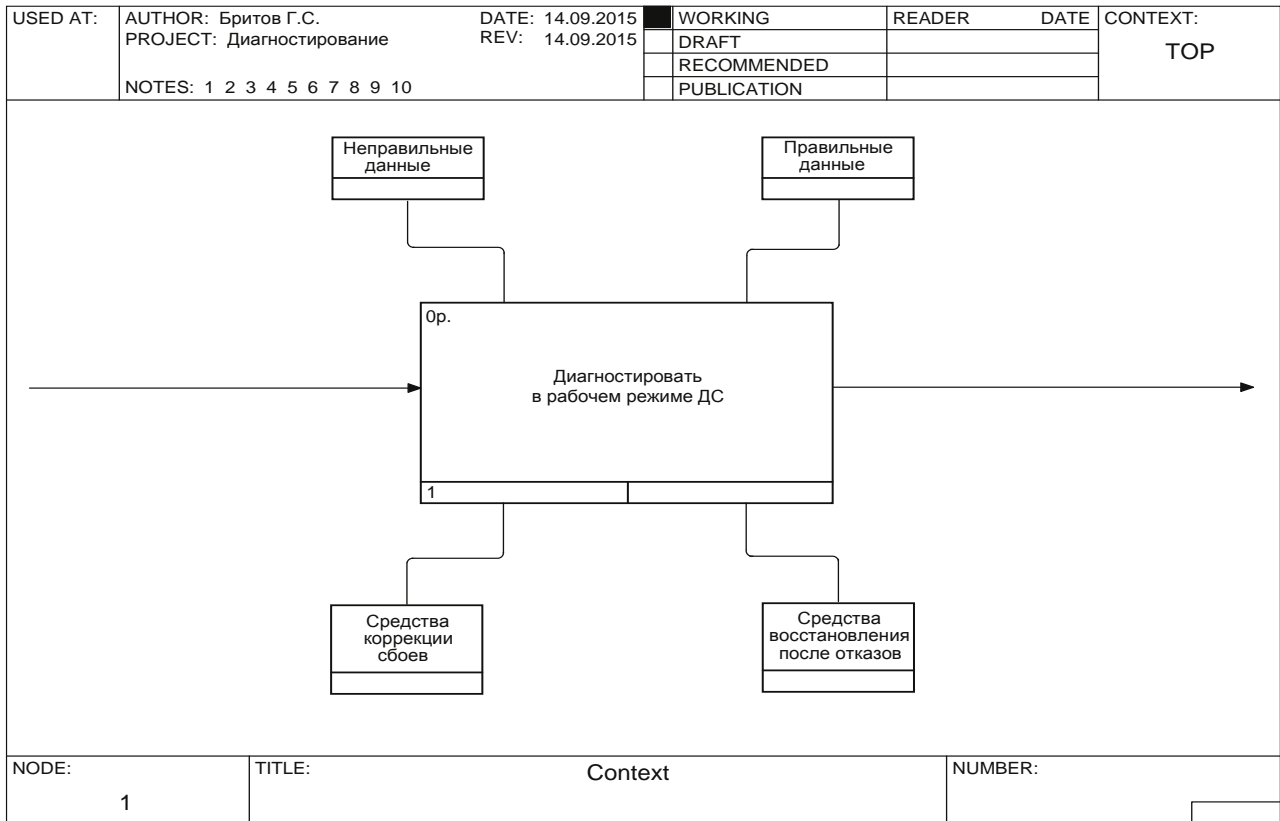 USED AT:
AUTHOR: Бритов Г.С.
DATE: 14.09.2015
WORKING
READER DATE
CONTEXT:
PROJECT: Диагностирование
REV: 14.09.2015
DRAFT
TOP
RECOMMENDED
NOTES: 1 2 3 4 5 6 7 8 9 10
PUBLICATION
Неправильные
данные
Правильные
данные
0р.
Диагностировать
в рабочем режиме ДС
1
Средства
коррекции
сбоев
Средства
восстановления
после отказов
NODE:
1
TITLE:
Context
NUMBER: